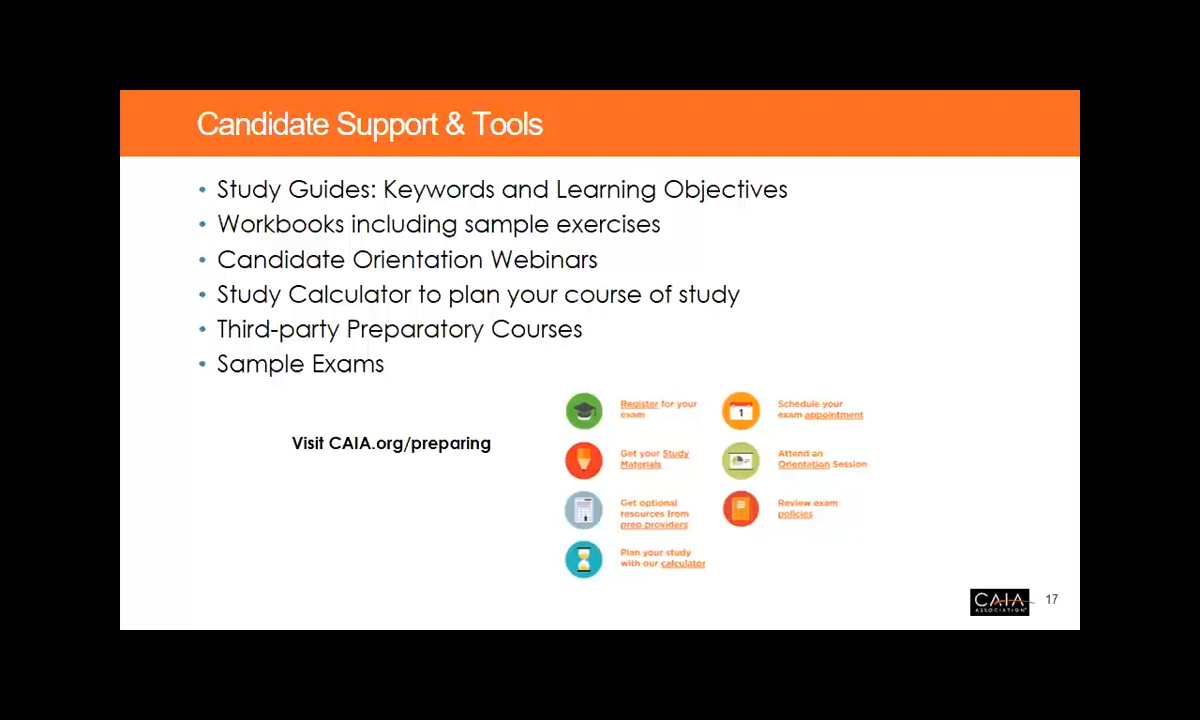 Candidate Support & Tools
• Study Guides: Keywords and Learning Objectives
• Workbooks including sample exercises
• Candidate Orientation Webinars
• Study Calculator to plan your course of study
• Third-party Preparatory Courses
• Sample Exams
Visit CAIA.org/preparing
Register for your
exam
Get your Study
Materials
Get optional
resources from
prep providers
Plan your study
with our calculator
1
Schedule your
exam appointment
Attend an
Orientation Session
Review exam
policies
CAIA
ASSOCIATION®
17